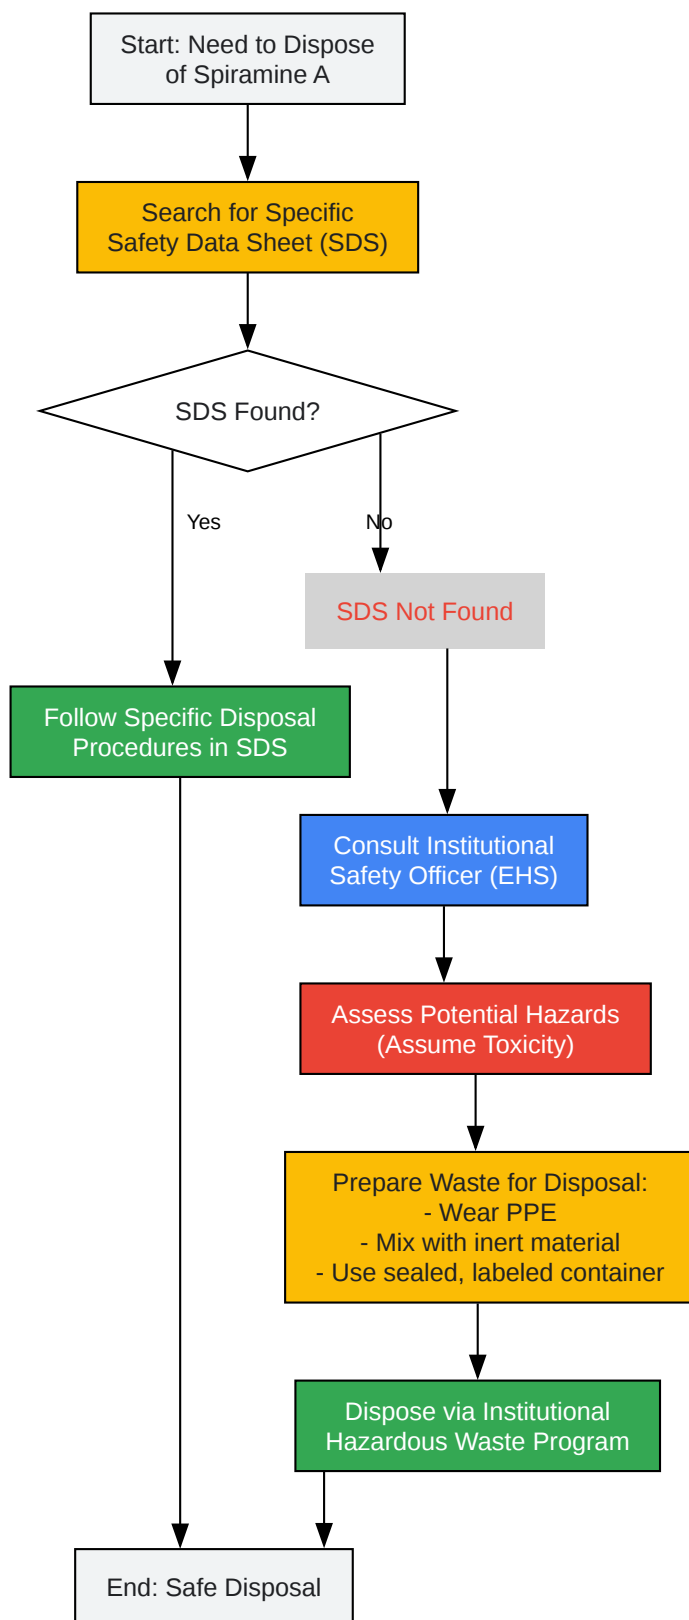 Start: Need to Dispose
of Spiramine A
Search for Specific
Safety Data Sheet (SDS)
SDS Found?
Yes
No
SDS Not Found
Follow Specific Disposal
Procedures in SDS
Consult Institutional
Safety Officer (EHS)
Assess Potential Hazards
(Assume Toxicity)
Prepare Waste for Disposal:
- Wear PPE
- Mix with inert material
- Use sealed, labeled container
Dispose via Institutional
Hazardous Waste Program
End: Safe Disposal